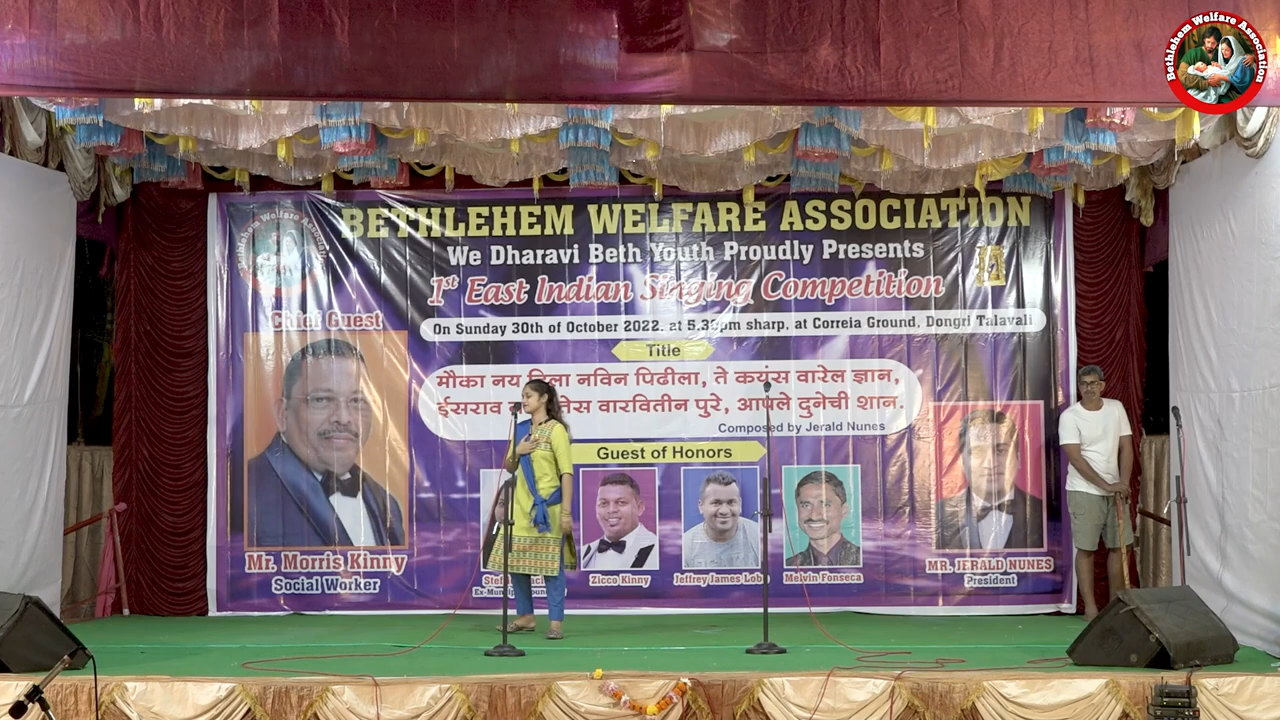 Bethlehem Welfare Association
BETHLEHEM WELFARE ASSOCIATION
We Dharavi Beth Youth Proudly Presents
1st East Indian Singing Competition
On Sunday 30th of October 2022. at 5.30pm sharp, at Correia Ground, Dongri Talavali
Title
मौका नय दिला नविन पिढीला, ते कयंस वारेल ज्ञान,
ईसराव तेस वारवितीन पुरे, आपले दुनेची शान.
Composed by Jerald Nunes
Chief Guest
Mr. Morris Kinny
Social Worker
Guest of Honors
Zicco Kinny
Jeffrey James Lobo
Melvin Fonseca
MR. JERALD NUNES
President